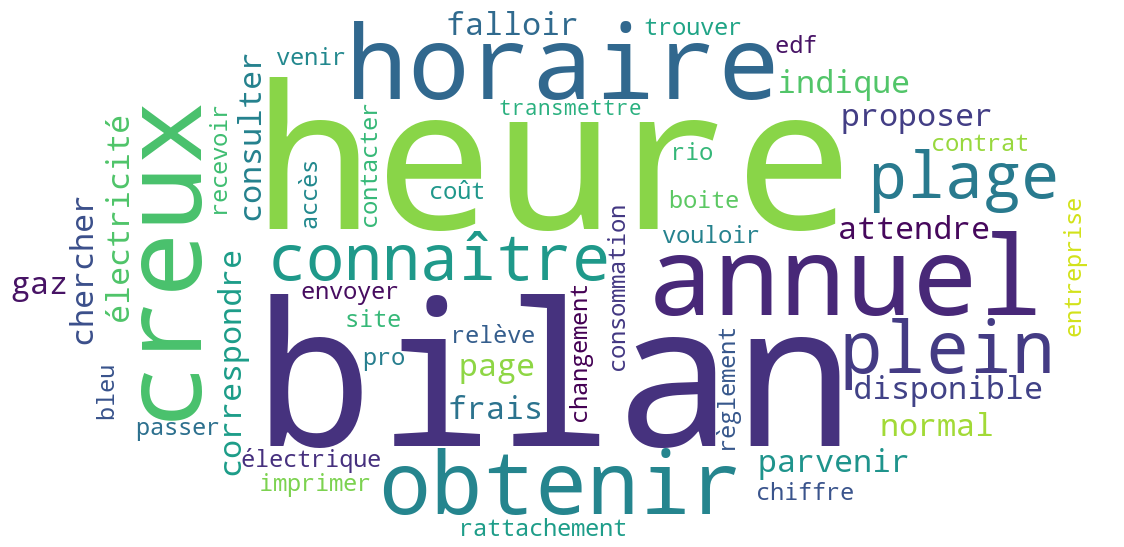 falloir
trouver
horaire
edf
venir
indique
consulter
heure
transmettre
creux
électricité
recevoir
contacter
proposer
contrat
rio
plage
accès
coût
boite
chercher
consommation
vouloir
attendre
entreprise
connaître
annuel
gaz
correspondre
envoyer
changement
bilan
site
relève
plein
pro
page
règlement
disponible
bleu
frais
passer
normal
électrique
obtenir
parvenir
imprimer
chiffre
rattachement